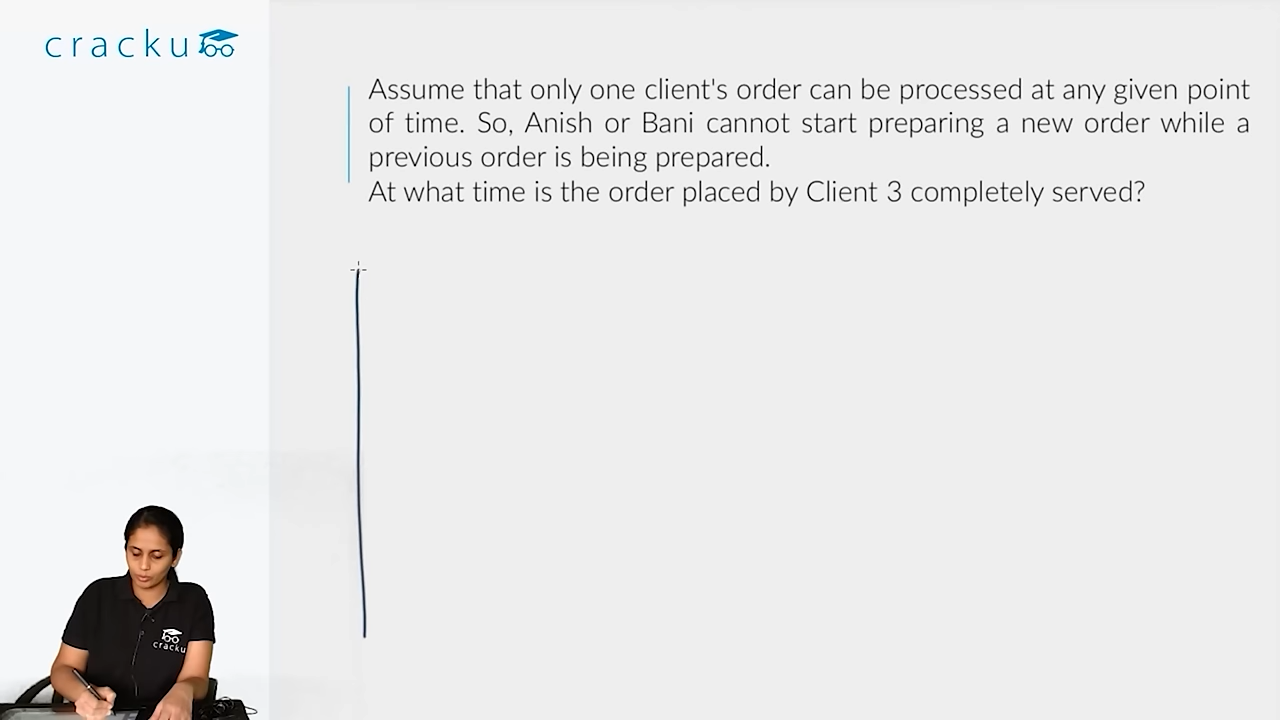 cracku
Assume that only one client's order can be processed at any given point
of time. So, Anish or Bani cannot start preparing a new order while a
previous order is being prepared.
At what time is the order placed by Client 3 completely served?
cracku